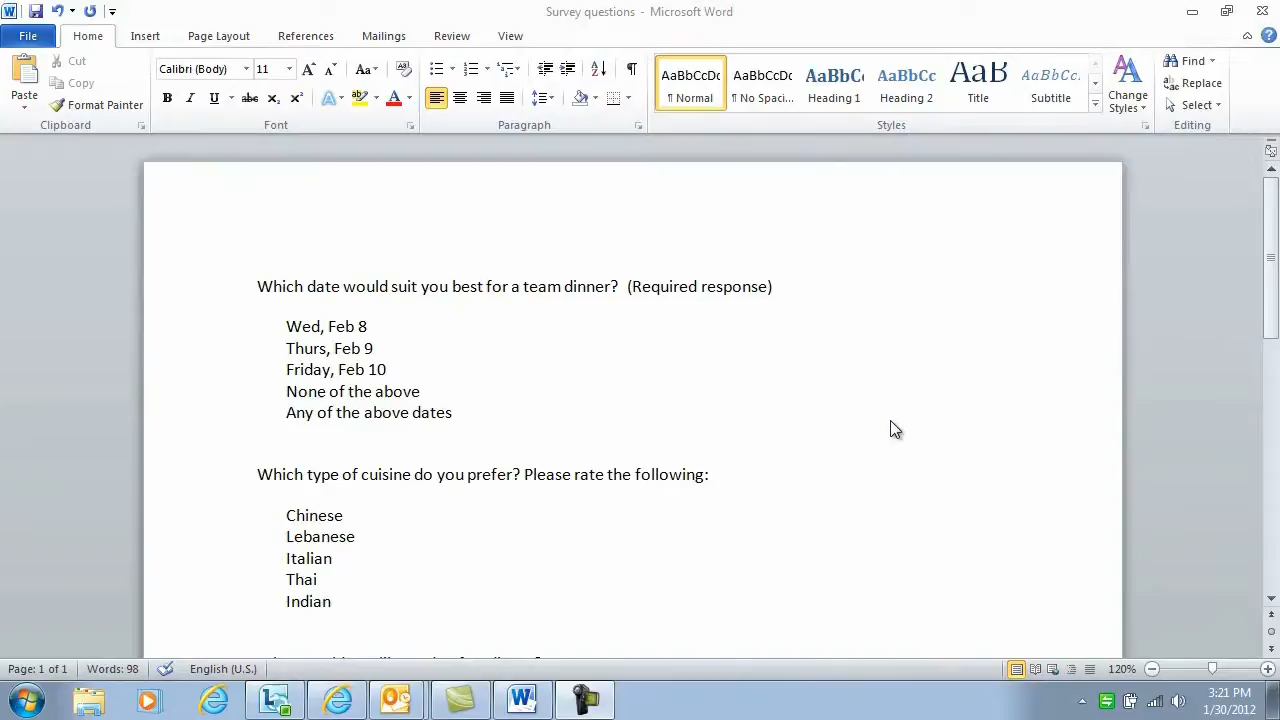 Survey questions - Microsoft Word
File Home Insert Page Layout References Mailings Review View
Paste
Cut
Copy
Format Painter
Clipboard
Calibri (Body) 11
Font
Paragraph
AaBbCcDc AaBbCcDc AaBbC AaBbCc AaB AaBbCc.
¶ Normal ¶ No Spaci... Heading 1 Heading 2 Title Subtitle
Styles
Change
Styles
Find
Replace
Select
Editing
Which date would suit you best for a team dinner? (Required response)
Wed, Feb 8
Thurs, Feb 9
Friday, Feb 10
None of the above
Any of the above dates
Which type of cuisine do you prefer? Please rate the following:
Chinese
Lebanese
Italian
Thai
Indian
Page: 1 of 1 Words: 98 English (U.S.) 120%
3:21 PM
1/30/2012